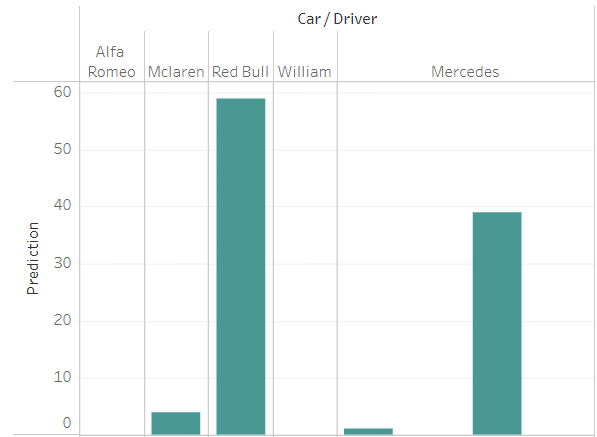 Car / Driver
Alfa
Romeo
Mclaren
Red Bull
William
Mercedes
60
50
40
30
20
10
0
Prediction